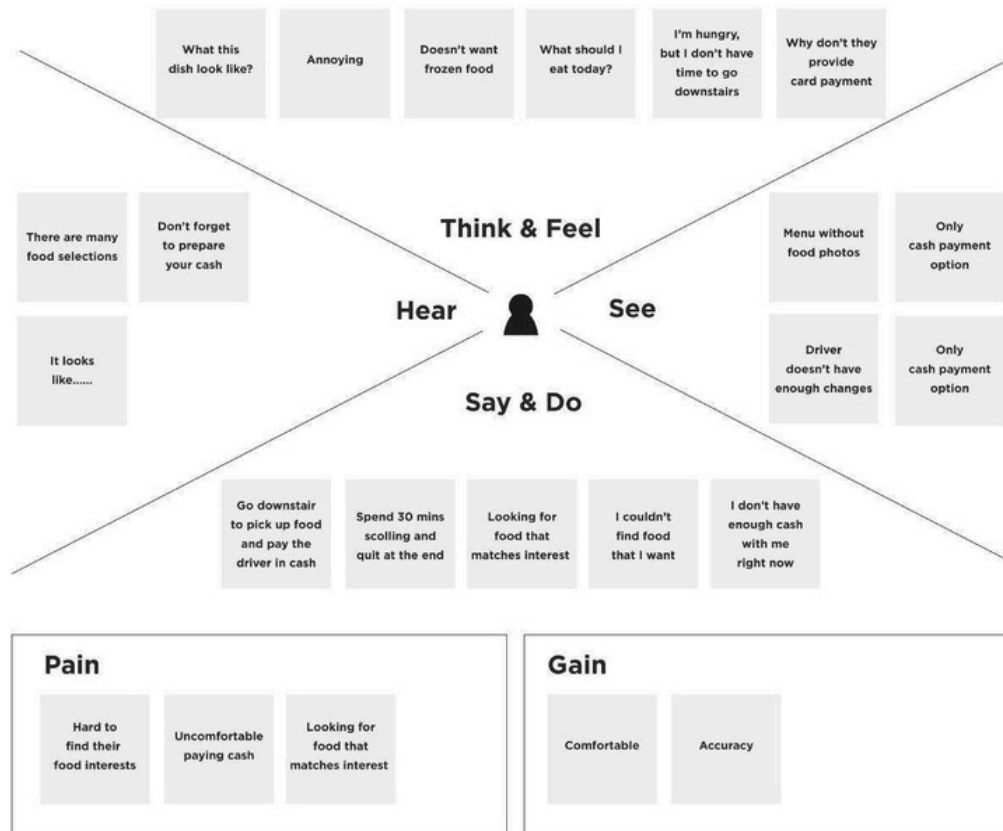 What this
dish look like?
Annoying
Doesn't want
frozen food
What should I
eat today?
I'm hungry,
but I don't have
time to go
downstairs
Why don't they
provide
card payment
Think & Feel
There are many
food selections
Don't forget
to prepare
your cash
It looks
like......
Hear
See
Menu without
food photos
Only
cash payment
option
Driver
doesn't have
enough changes
Only
cash payment
option
Say & Do
Go downstair
to pick up food
and pay the
driver in cash
Spend 30 mins
scolling and
quit at the end
Looking for
food that
matches interest
I couldn't
find food
that I want
I don't have
enough cash
with me
right now
Pain
Hard to
find their
food interests
Uncomfortable
paying cash
Looking for
food that
matches interest
Gain
Comfortable
Accuracy